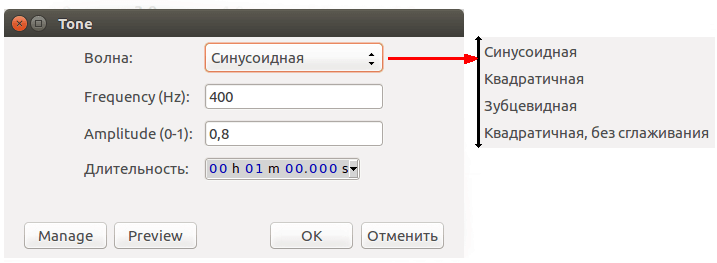 Tone
Волна: Синусоидная
Frequency (Hz): 400
Amplitude (0-1): 0,8
Длительность: 00 h 01 m 00.000 s
Manage Preview OK Отменить
Синусоидная
Квадратичная
Зубцевидная
Квадратичная, без сглаживания